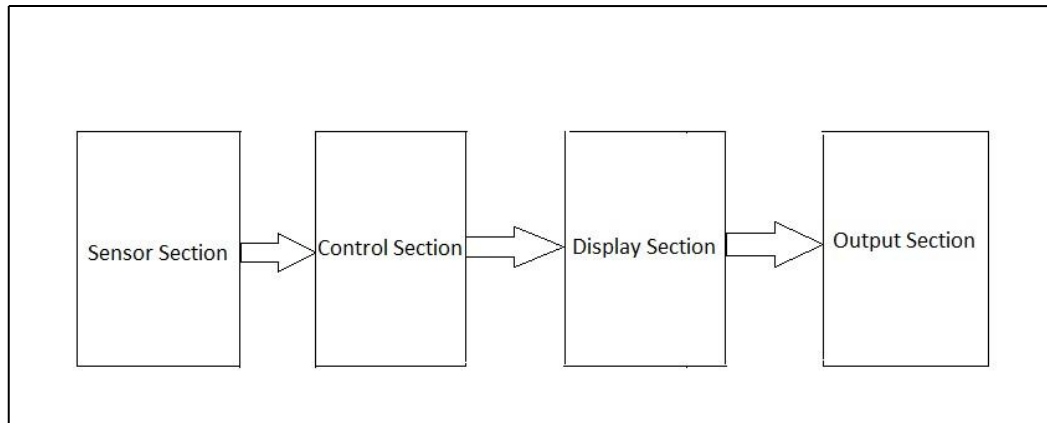 Sensor Section
Control Section
Display Section
Output Section